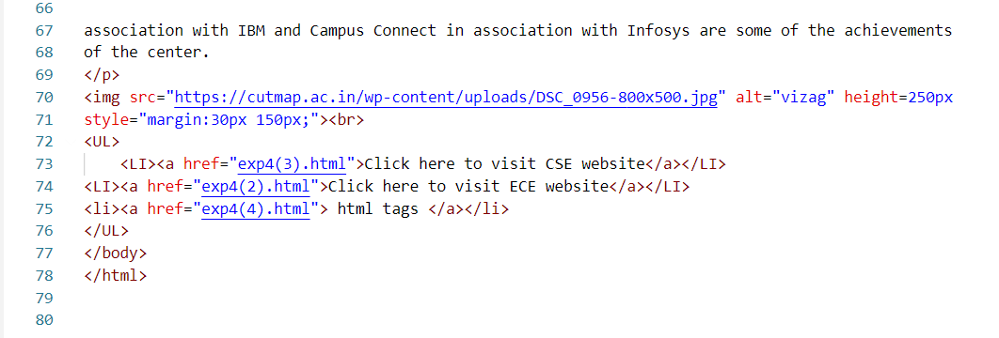 66
67 association with IBM and Campus Connect in association with Infosys are some of the achievements
68 of the center.
69 </p>
70 <img src="https://cutmap.ac.in/wp-content/uploads/DSC_0956-800x500.jpg" alt="vizag" height=250px
71 style="margin:30px 150px;"><br>
72 <UL>
73     <LI><a href="exp4(3).html">Click here to visit CSE website</a></LI>
74 <LI><a href="exp4(2).html">Click here to visit ECE website</a></LI>
75 <li><a href="exp4(4).html"> html tags </a></li>
76 </UL>
77 </body>
78 </html>
79
80